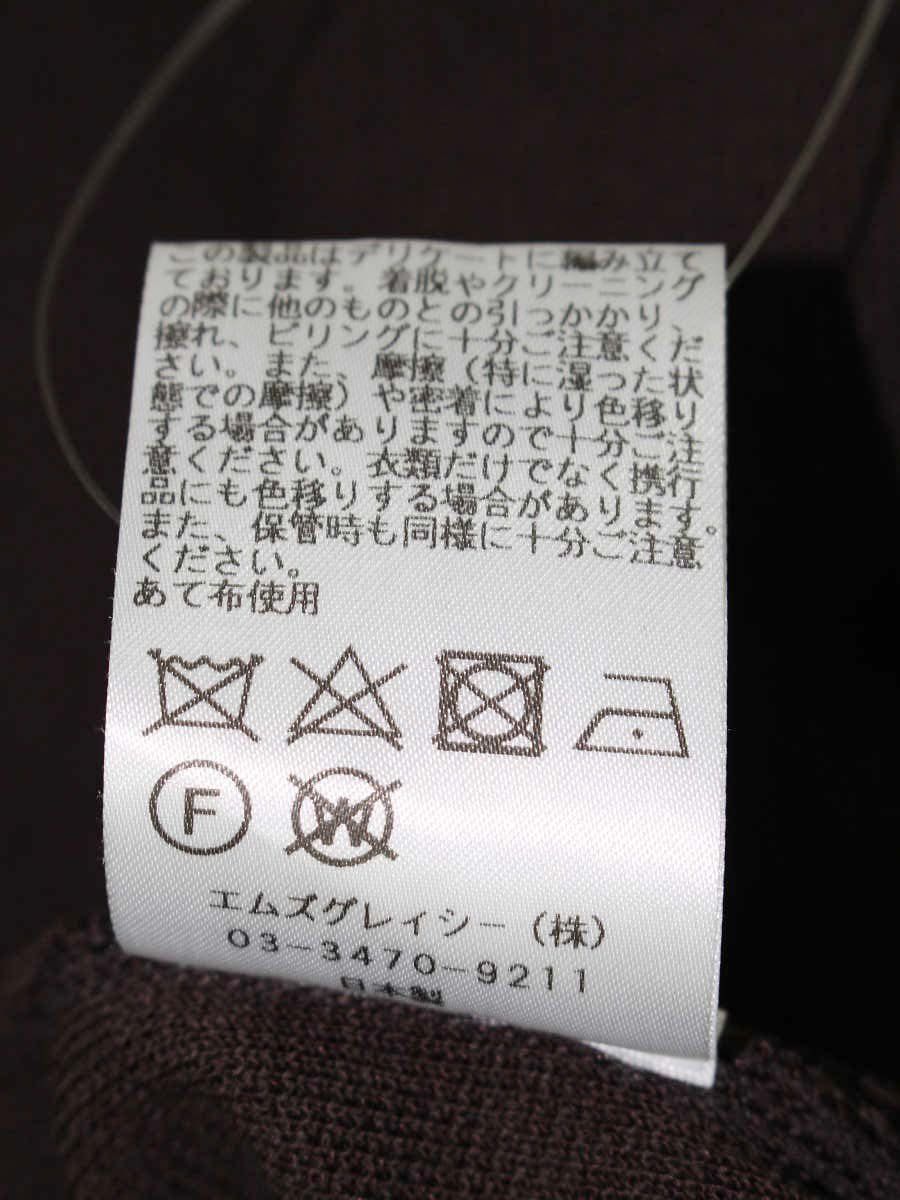 この製品はデリケートに編み立て
ております。着脱やクリーニング
の際に他のものとの引っかかり、
擦れ、ピリングに十分ご注意くだ
さい。また、摩擦（特に湿った状
態での摩擦）や密着により色移り
する場合がありますので十分ご注
意ください。衣類だけでなく携行
品にも色移りする場合があります。
また、保管時も同様に十分ご注意
ください。
あて布使用
F W
エムズグレイシー（株）
03-3470-9211
日本製